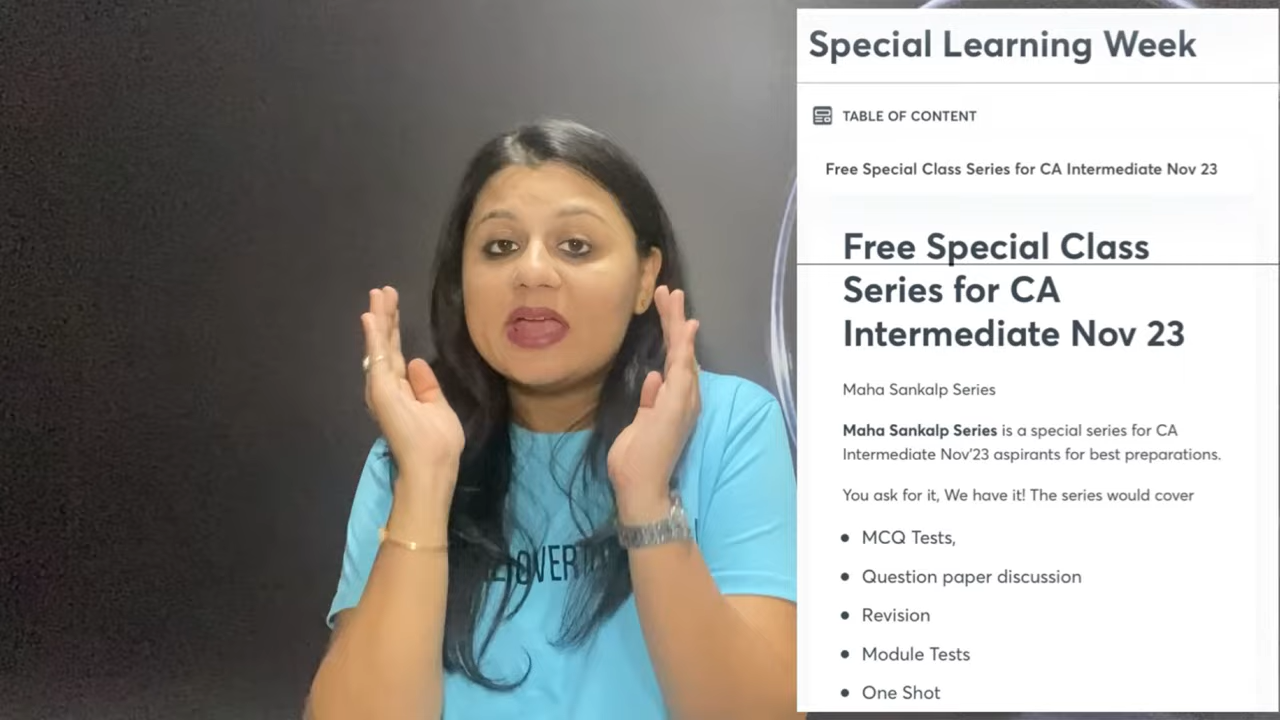 Special Learning Week
TABLE OF CONTENT
Free Special Class Series for CA Intermediate Nov 23
Free Special Class
Series for CA
Intermediate Nov 23
Maha Sankalp Series
Maha Sankalp Series is a special series for CA
Intermediate Nov'23 aspirants for best preparations.
You ask for it, We have it! The series would cover
MCQ Tests,
Question paper discussion
Revision
Module Tests
One Shot